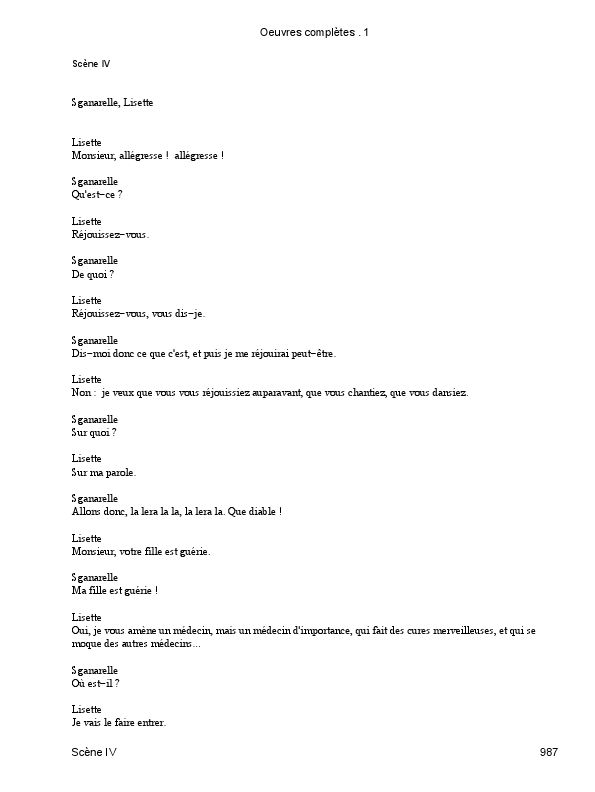 Oeuvres complètes . 1
Scène IV
Sganarelle, Lisette
Lisette
Monsieur, allégresse !  allégresse !
Sganarelle
Qu'est-ce ?
Lisette
Réjouissez-vous.
Sganarelle
De quoi ?
Lisette
Réjouissez-vous, vous dis-je.
Sganarelle
Dis-moi donc ce que c'est, et puis je me réjouirai peut-être.
Lisette
Non :  je veux que vous vous réjouissiez auparavant, que vous chantiez, que vous dansiez.
Sganarelle
Sur quoi ?
Lisette
Sur ma parole.
Sganarelle
Allons donc, la lera la la, la lera la. Que diable !
Lisette
Monsieur, votre fille est guérie.
Sganarelle
Ma fille est guérie !
Lisette
Oui, je vous amène un médecin, mais un médecin d'importance, qui fait des cures merveilleuses, et qui se
moque des autres médecins...
Sganarelle
Où est-il ?
Lisette
Je vais le faire entrer.
Scène IV
987